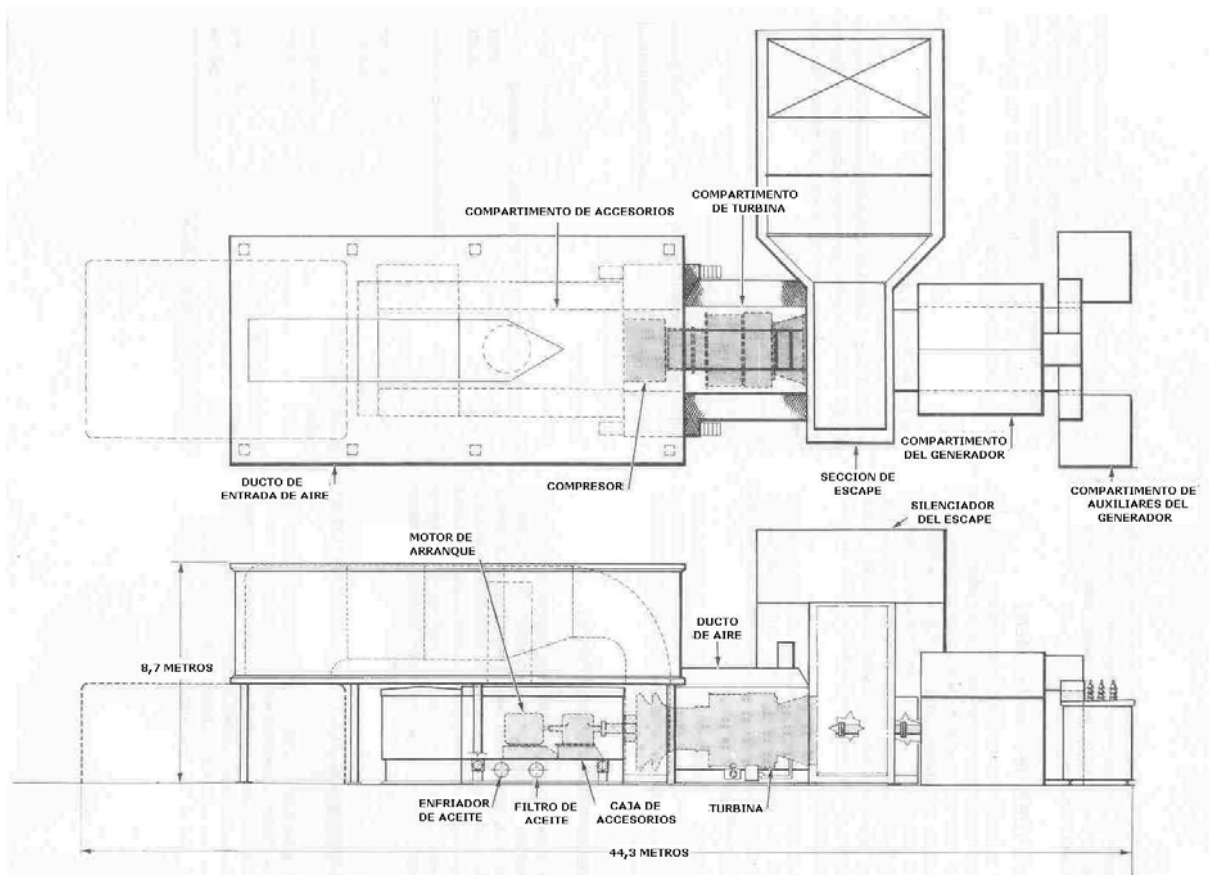 COMPARTIMENTO DE ACCESORIOS
COMPARTIMENTO
DE TURBINA
DUCTO DE
ENTRADA DE AIRE
COMPRESOR
SECCION DE
ESCAPE
COMPARTIMENTO
DEL GENERADOR
COMPARTIMENTO DE
AUXILIARES DEL
GENERADOR
SILENCIADOR
DEL ESCAPE
MOTOR DE
ARRANQUE
DUCTO
DE AIRE
8,7 METROS
ENFRIADOR
DE ACEITE
FILTRO DE
ACEITE
CAJA DE
ACCESORIOS
TURBINA
44,3 METROS